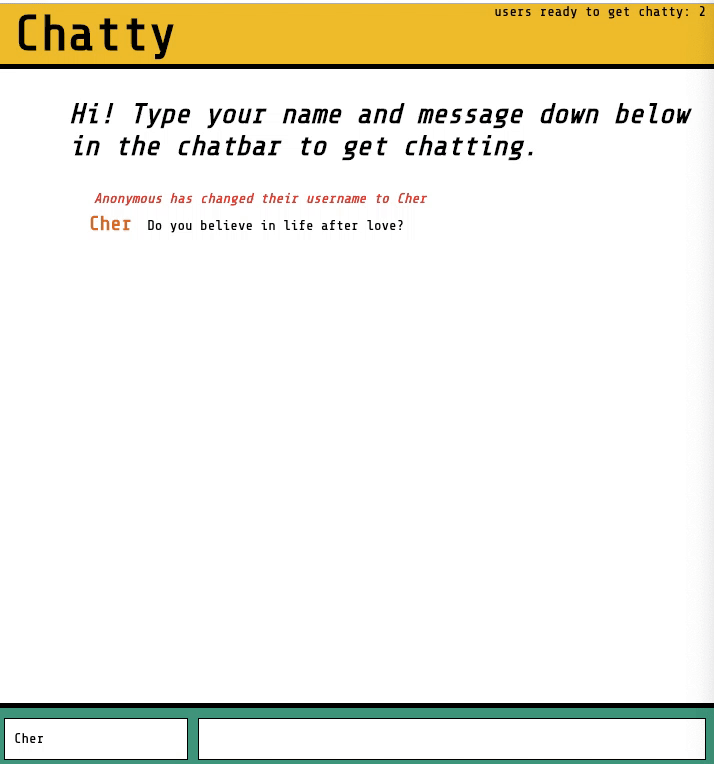 Chatty
users ready to get chatty: 2
Hi! Type your name and message down below
in the chatbar to get chatting.
Anonymous has changed their username to Cher
Cher Do you believe in life after love?
Cher